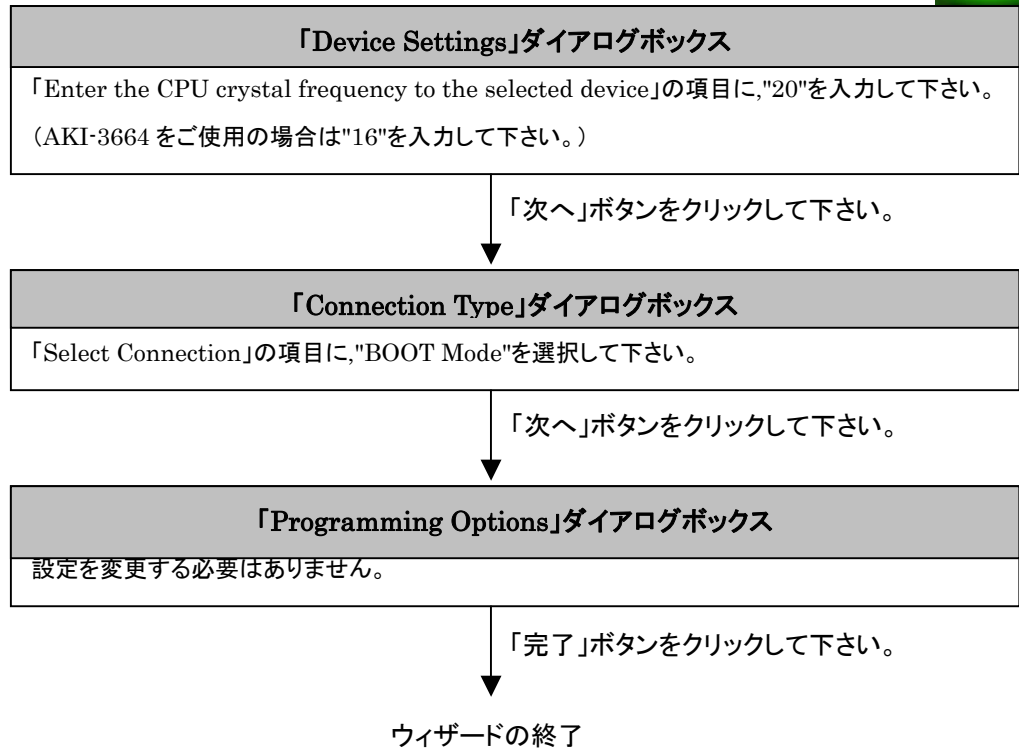 「Device Settings」ダイアログボックス
「Enter the CPU crystal frequency to the selected device」の項目に,"20"を入力して下さい。
（AKI-3664 をご使用の場合は"16"を入力して下さい。）
「次へ」ボタンをクリックして下さい。
「Connection Type」ダイアログボックス
「Select Connection」の項目に,"BOOT Mode"を選択して下さい。
「次へ」ボタンをクリックして下さい。
「Programming Options」ダイアログボックス
設定を変更する必要はありません。
「完了」ボタンをクリックして下さい。
ウィザードの終了